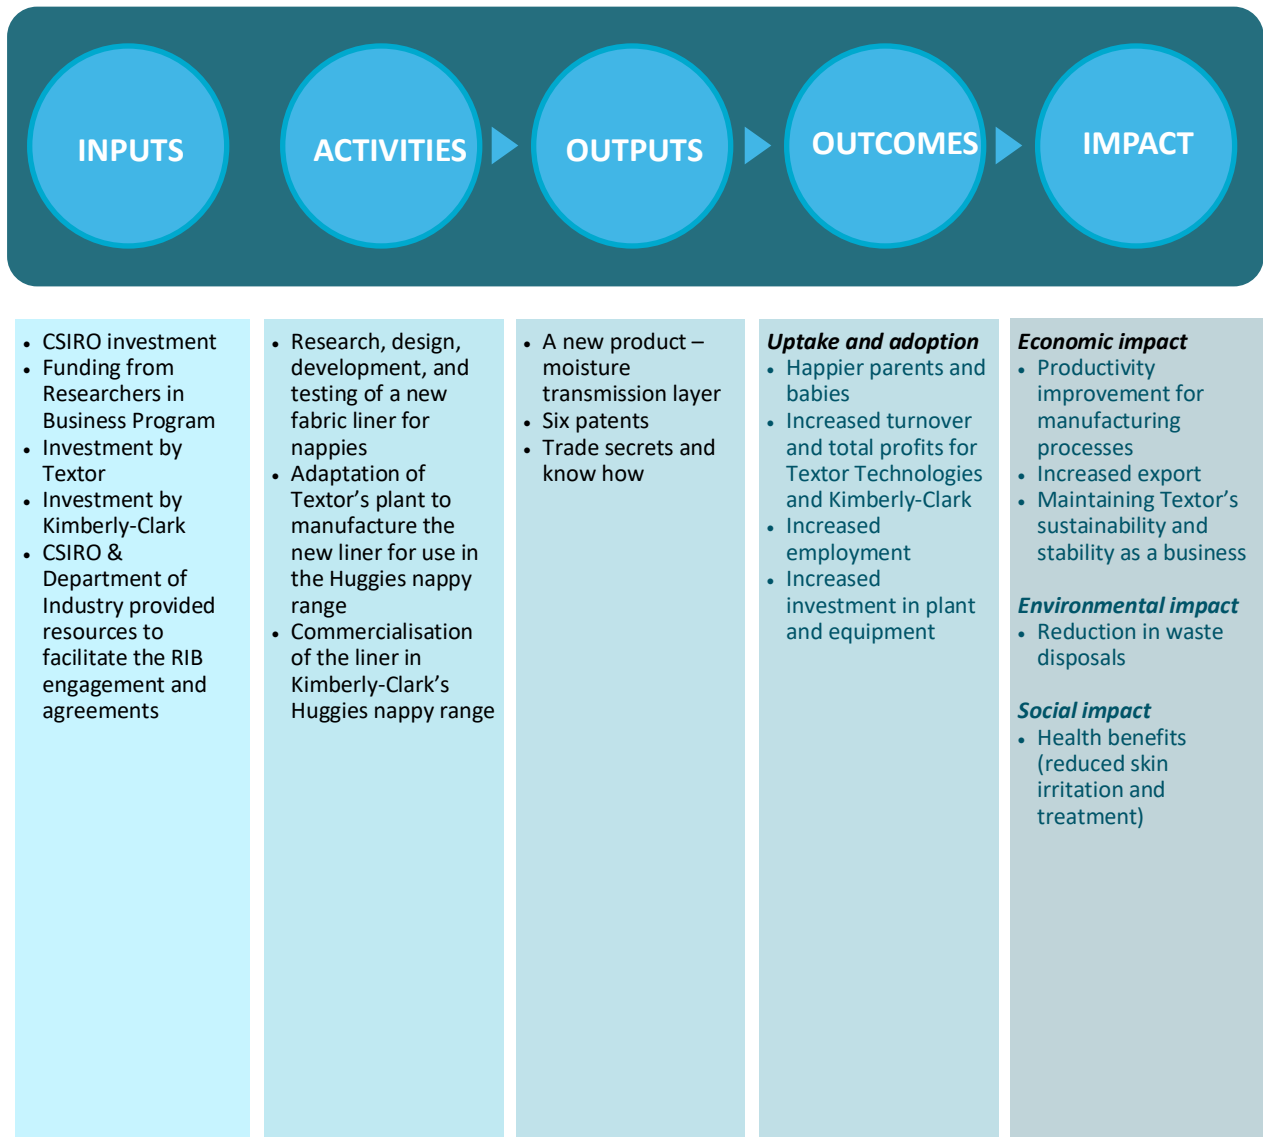 INPUTS
ACTIVITIES
OUTPUTS
OUTCOMES
IMPACT
• CSIRO investment
• Funding from
Researchers in
Business Program
• Investment by
Textor
• Investment by
Kimberly-Clark
• CSIRO &
Department of
Industry provided
resources to
facilitate the RIB
engagement and
agreements
• Research, design,
development, and
testing of a new
fabric liner for
nappies
• Adaptation of
Textor’s plant to
manufacture the
new liner for use in
the Huggies nappy
range
• Commercialisation
of the liner in
Kimberly-Clark’s
Huggies nappy range
• A new product –
moisture
transmission layer
• Six patents
• Trade secrets and
know how
Uptake and adoption
• Happier parents and
babies
• Increased turnover
and total profits for
Textor Technologies
and Kimberly-Clark
• Increased
employment
• Increased
investment in plant
and equipment
Economic impact
• Productivity
improvement for
manufacturing
processes
• Increased export
• Maintaining Textor’s
sustainability and
stability as a business
Environmental impact
• Reduction in waste
disposals
Social impact
• Health benefits
(reduced skin
irritation and
treatment)